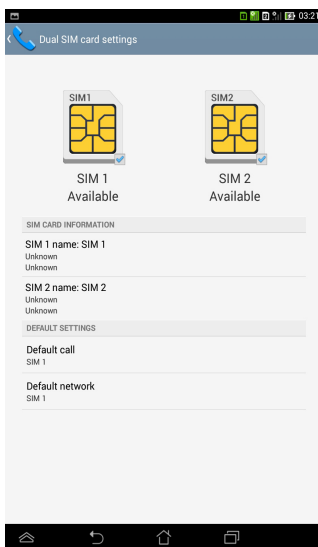 03:21
Dual SIM card settings
SIM1
SIM2
SIM 1
Available
SIM 2
Available
SIM CARD INFORMATION
SIM 1 name: SIM 1
Unknown
Unknown
SIM 2 name: SIM 2
Unknown
Unknown
DEFAULT SETTINGS
Default call
SIM 1
Default network
SIM 1